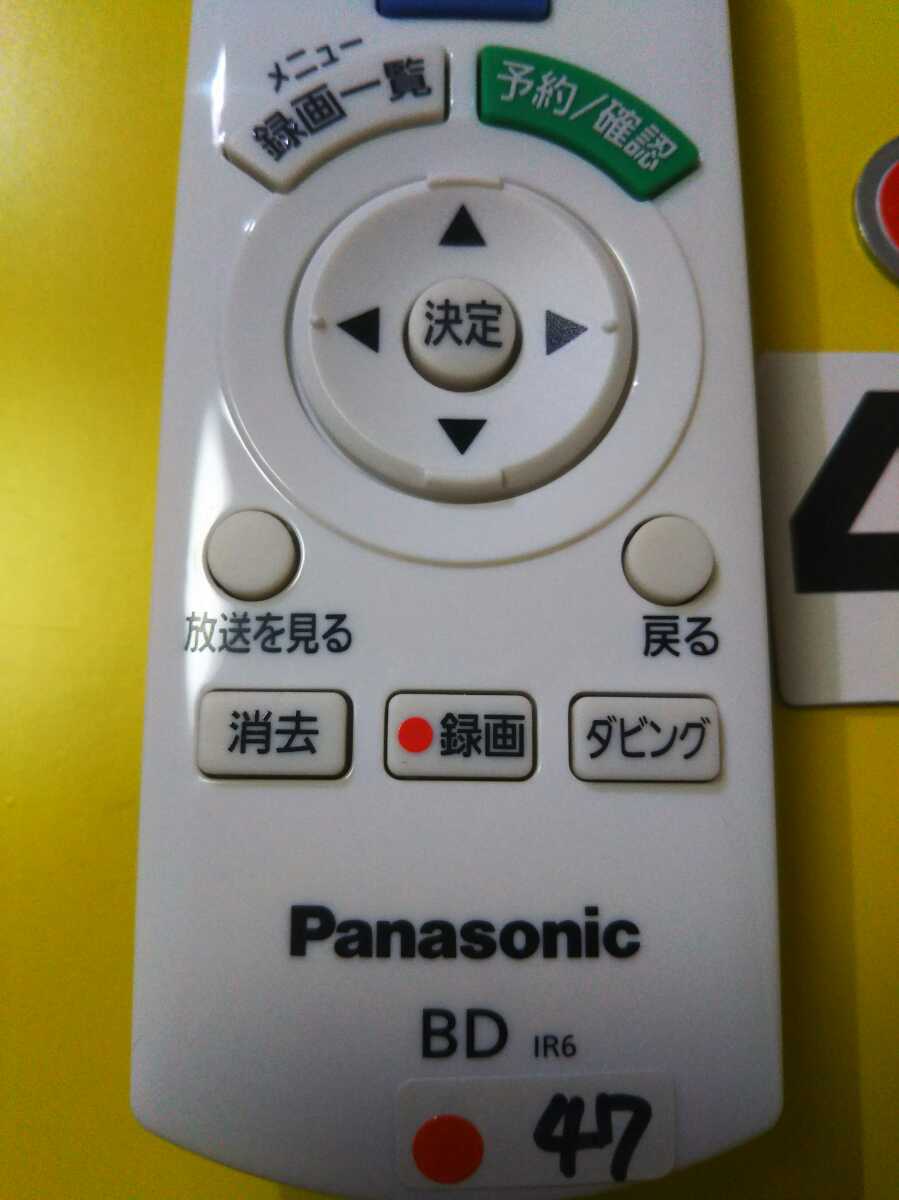 メニュー
録画一覧
予約/確認
決定
放送を見る
戻る
消去
録画
ダビング
Panasonic
BD IR6
47
4